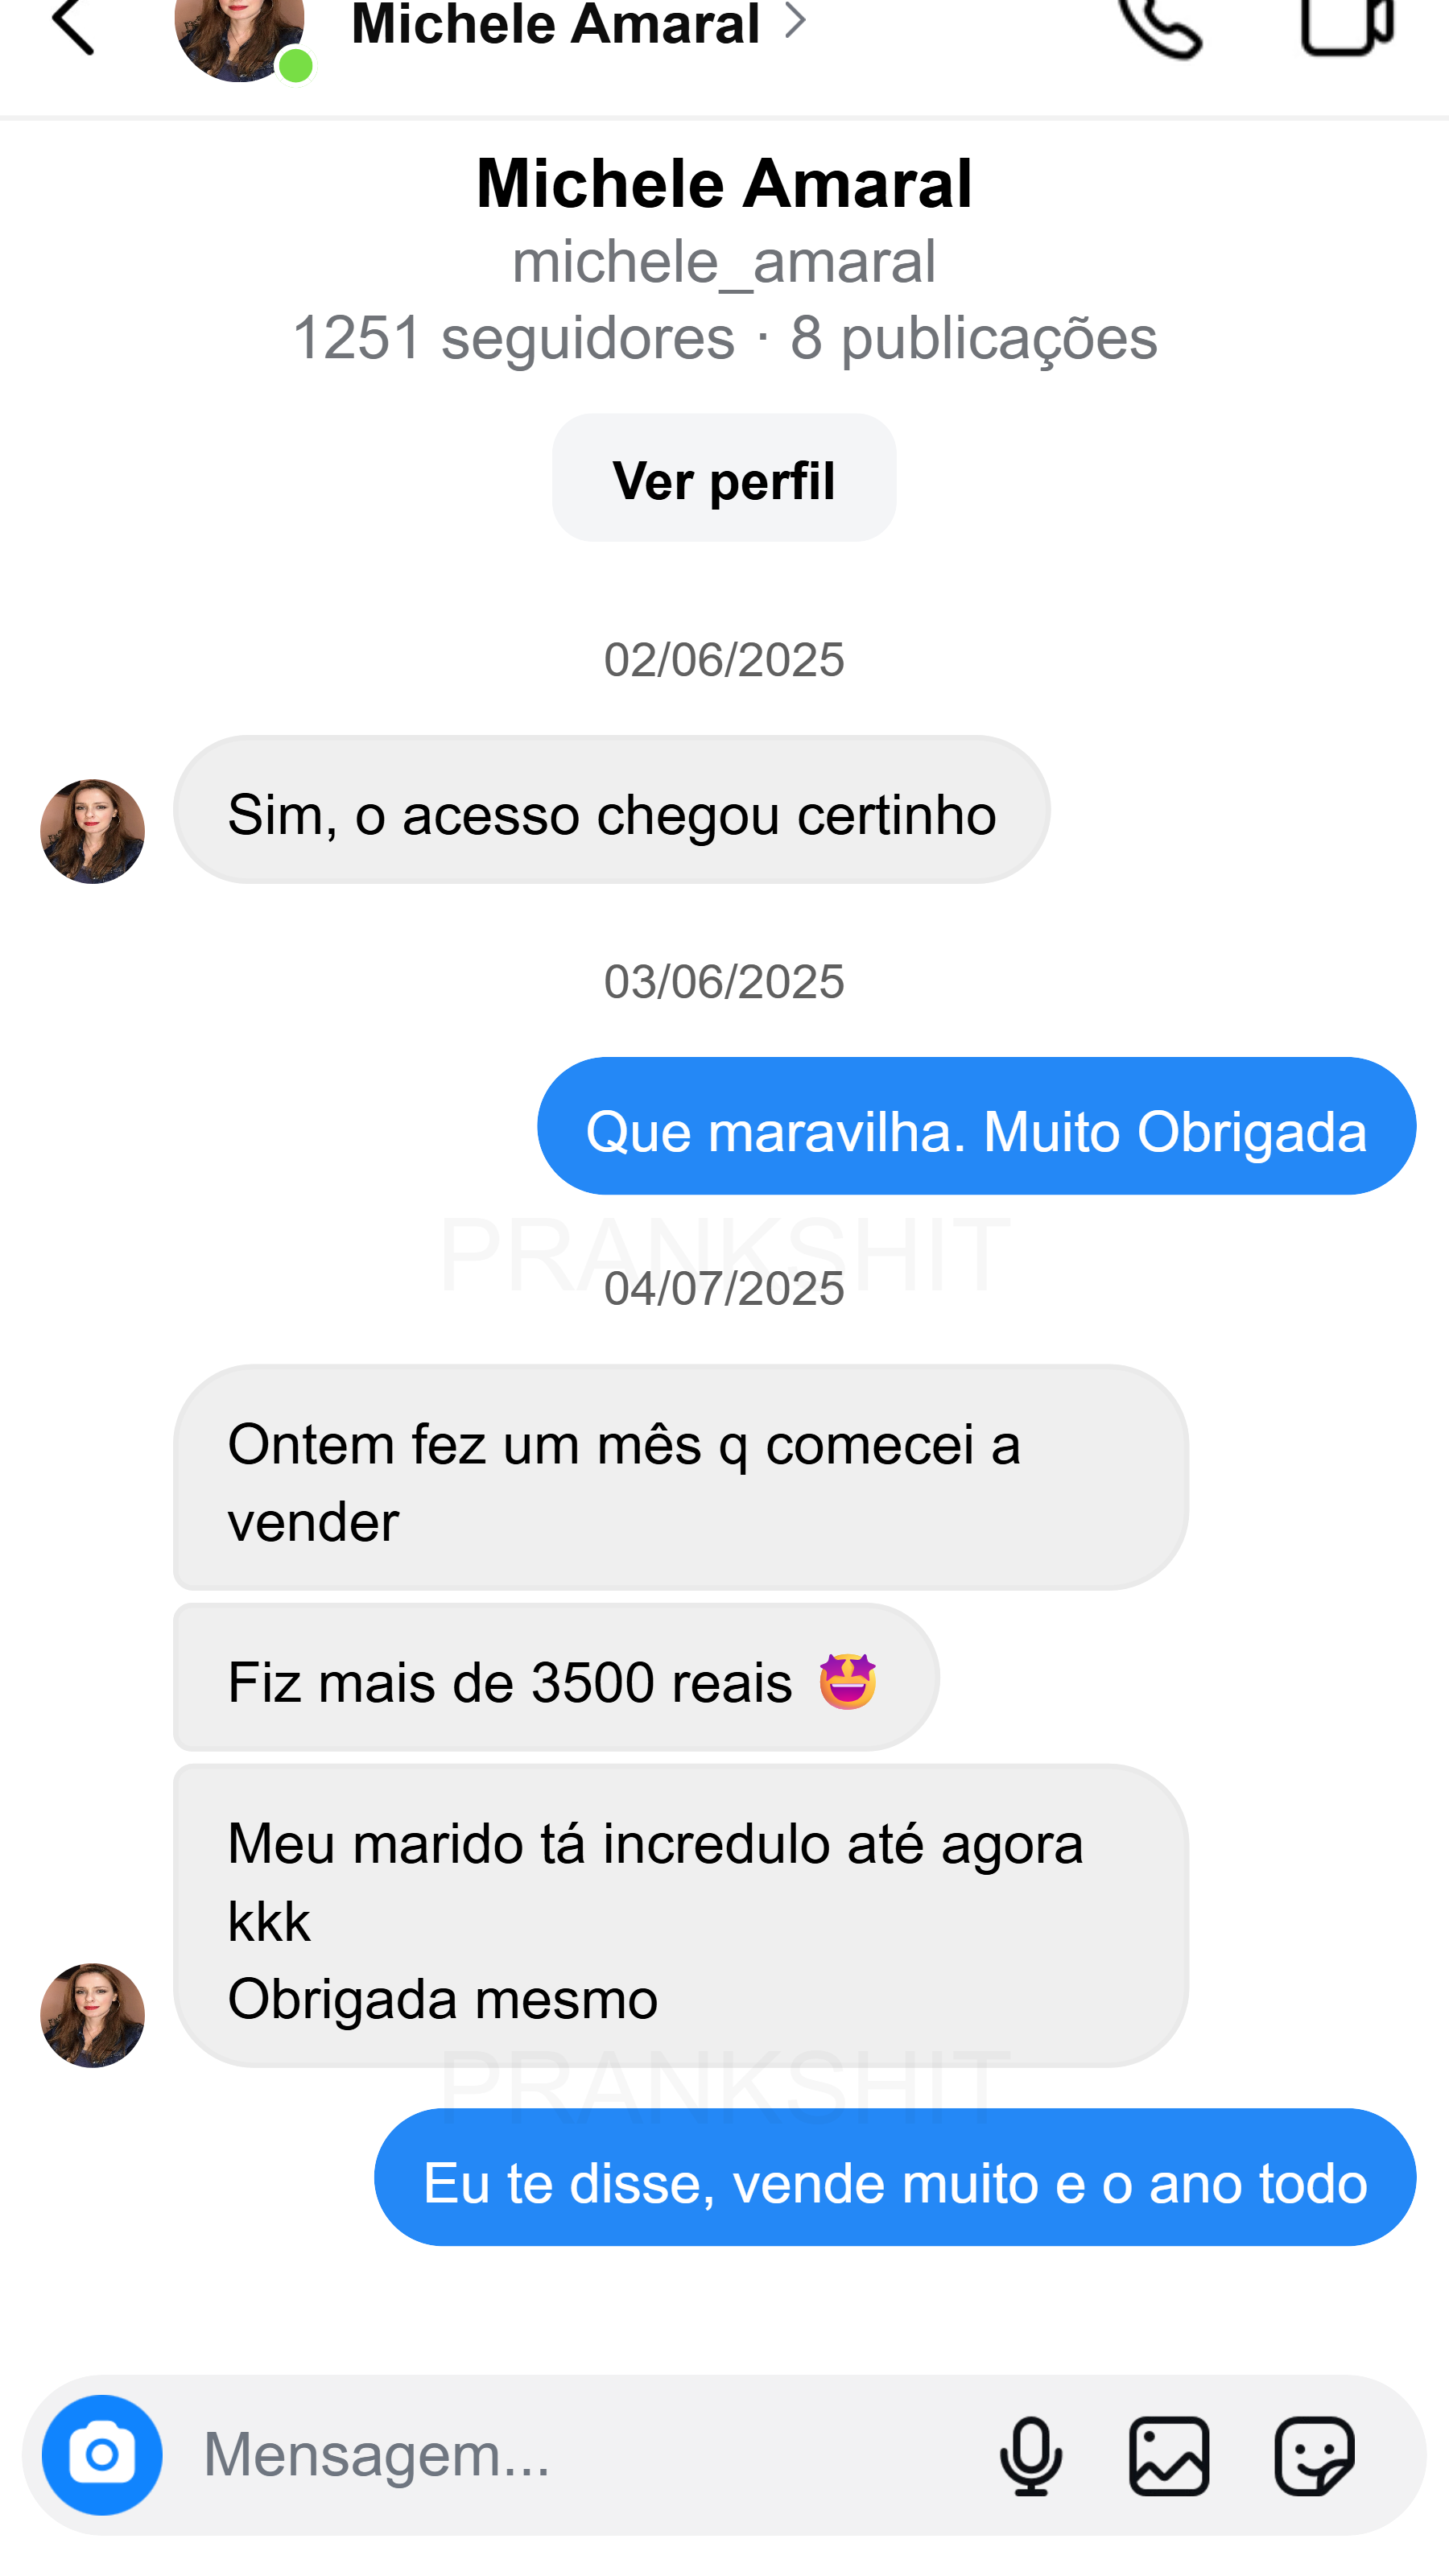 Michele Amaral
Michele Amaral
michele_amaral
1251 seguidores · 8 publicações
Ver perfil
02/06/2025
Sim, o acesso chegou certinho
03/06/2025
Que maravilha. Muito Obrigada
PRANKSHIT
04/07/2025
Ontem fez um mês q comecei a
vender
Fiz mais de 3500 reais 🤩
Meu marido tá incredulo até agora
kkk
Obrigada mesmo
PRANKSHIT
Eu te disse, vende muito e o ano todo
Mensagem...